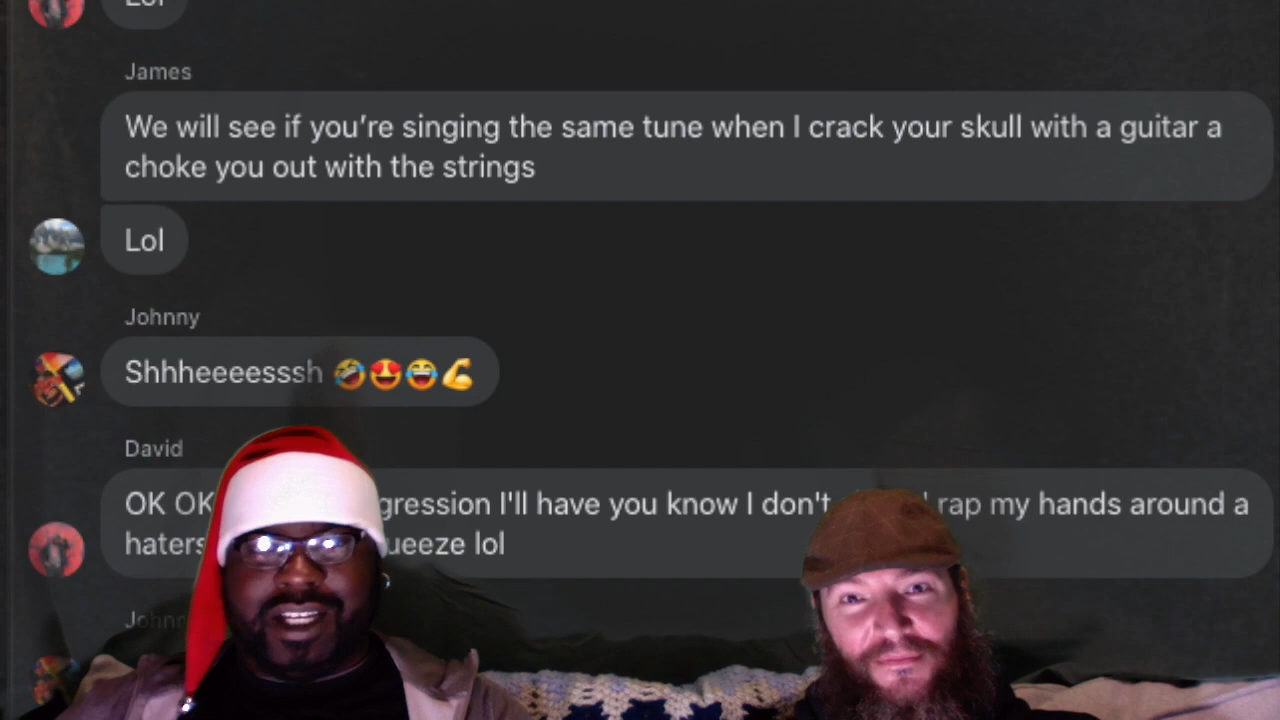 Lol
James
We will see if you're singing the same tune when I crack your skull with a guitar a
choke you out with the strings
Lol
Johnny
Shhheeeesssh 🤣😍😂💪
David
OK OK gression I'll have you know I don't rap my hands around a
haters ueeze lol
John